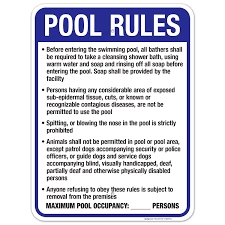 POOL RULES
• Before entering the swimming pool, all bathers
shall be required to take a cleansing shower bath, using
warm water and soap and rinsing off all soap before
entering the pool. Soap shall be provided by the
facility
• Persons having any considerable area of exposed
sub-epidermal tissue, cuts, or known or
recognizable contagious diseases, are not be
permitted to use the pool
• Spitting, or blowing the nose in the pool is strictly
prohibited
• Animals shall not be permitted in pool or pool area,
except patrol dogs accompanying security or police
officers, or guide dogs and service dogs
accompanying blind, visually handicapped, deaf,
partially deaf and otherwise physically disabled
persons
• Anyone refusing to obey these rules is subject to
removal from the premises
MAXIMUM POOL OCCUPANCY: ______ PERSONS